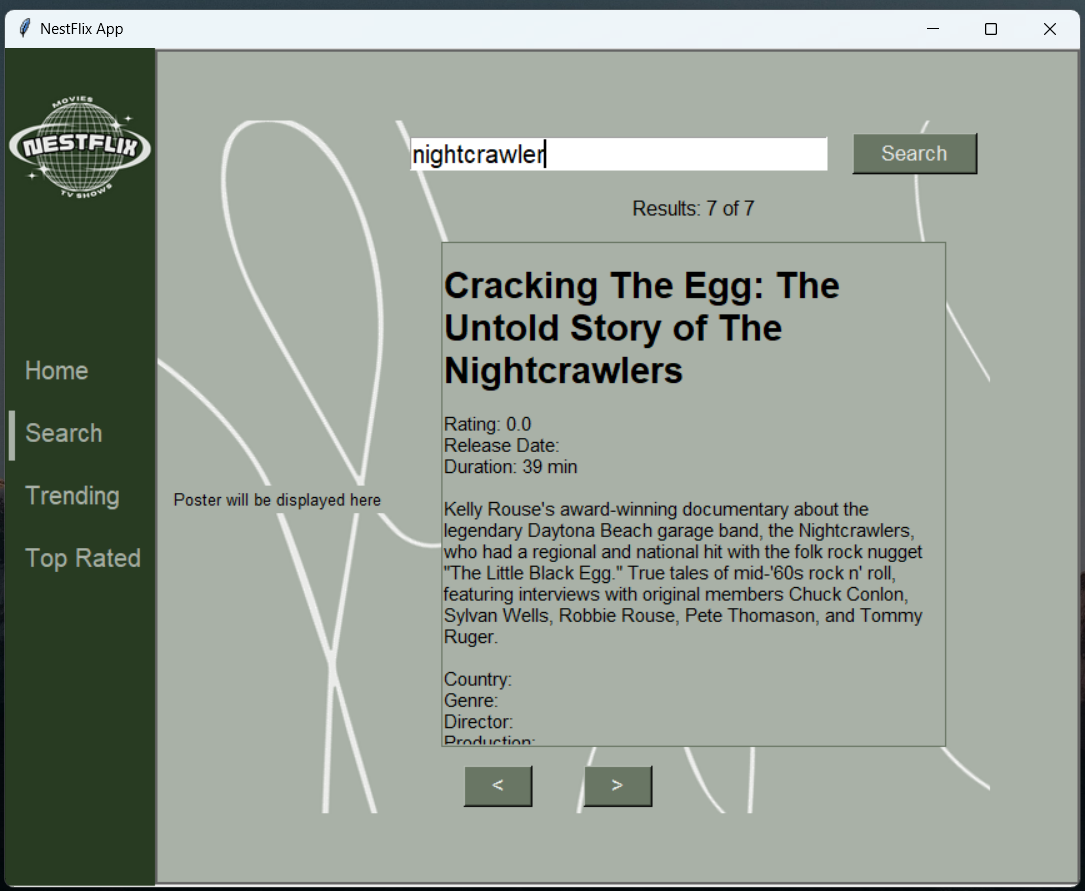 NestFlix App
MOVIES
NESTFLIX
TV SHOWS
Home
Search
Trending
Top Rated
nightcrawler
Search
Results: 7 of 7
Poster will be displayed here
Cracking The Egg: The
Untold Story of The
Nightcrawlers
Rating: 0.0
Release Date:
Duration: 39 min
Kelly Rouse's award-winning documentary about the
legendary Daytona Beach garage band, the Nightcrawlers,
who had a regional and national hit with the folk rock nugget
"The Little Black Egg." True tales of mid-'60s rock n' roll,
featuring interviews with original members Chuck Conlon,
Sylvan Wells, Robbie Rouse, Pete Thomason, and Tommy
Ruger.
Country:
Genre:
Director:
Production:
<
>